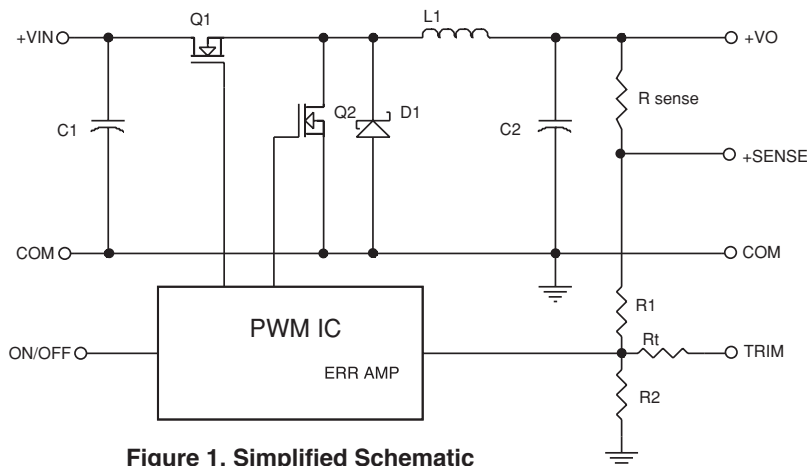 Q1
L1
+VIN
+VO
R sense
Q2
D1
C1
C2
+SENSE
COM
COM
R1
PWM IC
Rt
ON/OFF
TRIM
ERR AMP
R2
Figure 1. Simplified Schematic